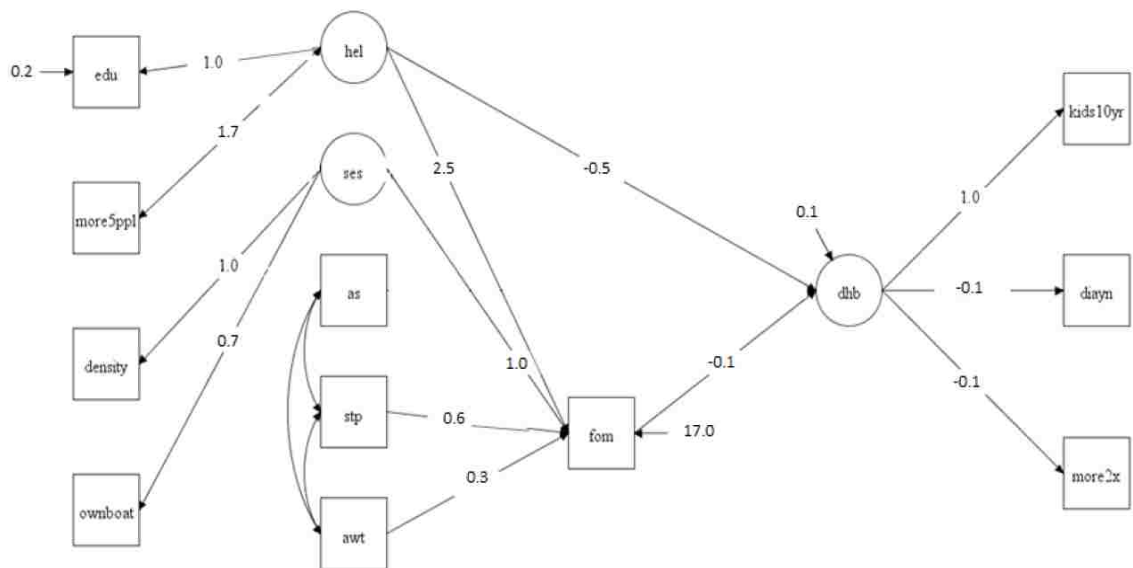 hel
edu
0.2
1.0
1.7
kids10yr
ses
2.5
-0.5
more5ppl
1.0
0.1
as
dhb
-0.1
diayn
1.0
density
0.7
1.0
-0.1
-0.1
stp
0.6
fom
17.0
more2x
0.3
ownboat
awt